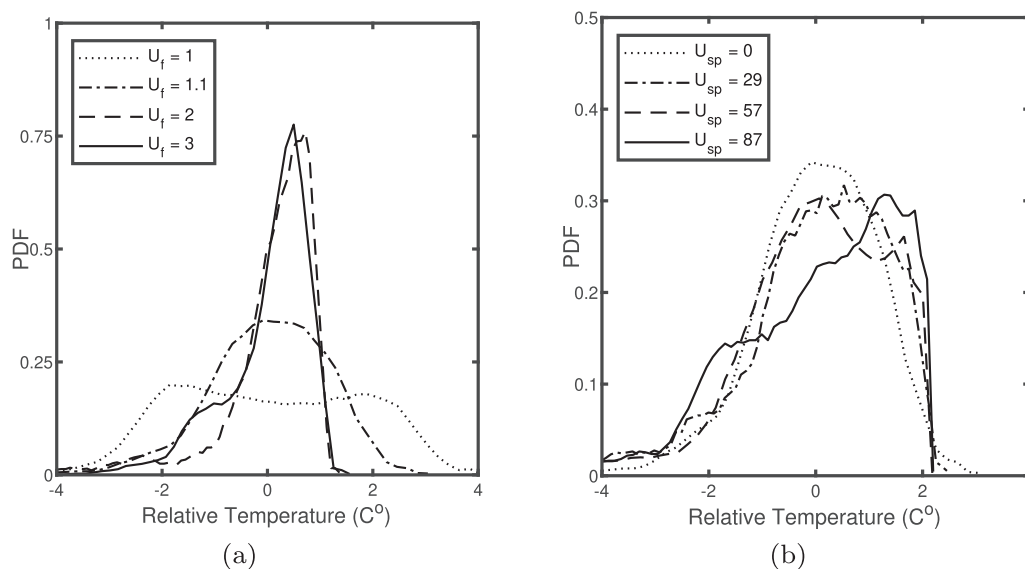 1
0.75
0.5
0.25
0
PDF
U_f = 1
U_f = 1.1
U_f = 2
U_f = 3
-4 -2 0 2 4
Relative Temperature (C^o)
(a)
0.5
0.4
0.3
0.2
0.1
0
PDF
U_sp = 0
U_sp = 29
U_sp = 57
U_sp = 87
-4 -2 0 2
Relative Temperature (C^o)
(b)